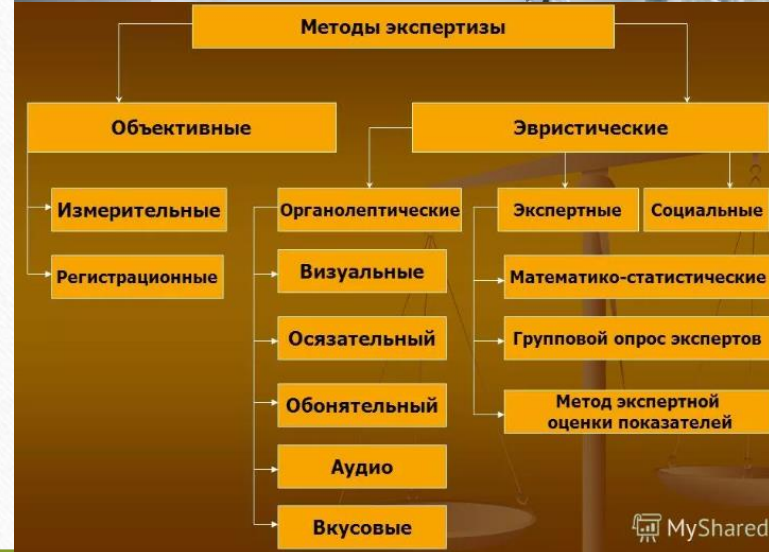 Методы экспертизы
Объективные
Эвристические
Измерительные
Органолептические
Экспертные
Социальные
Регистрационные
Визуальные
Математико-статистические
Осязательный
Групповой опрос экспертов
Обонятельный
Метод экспертной
оценки показателей
Аудио
Вкусовые
MyShared